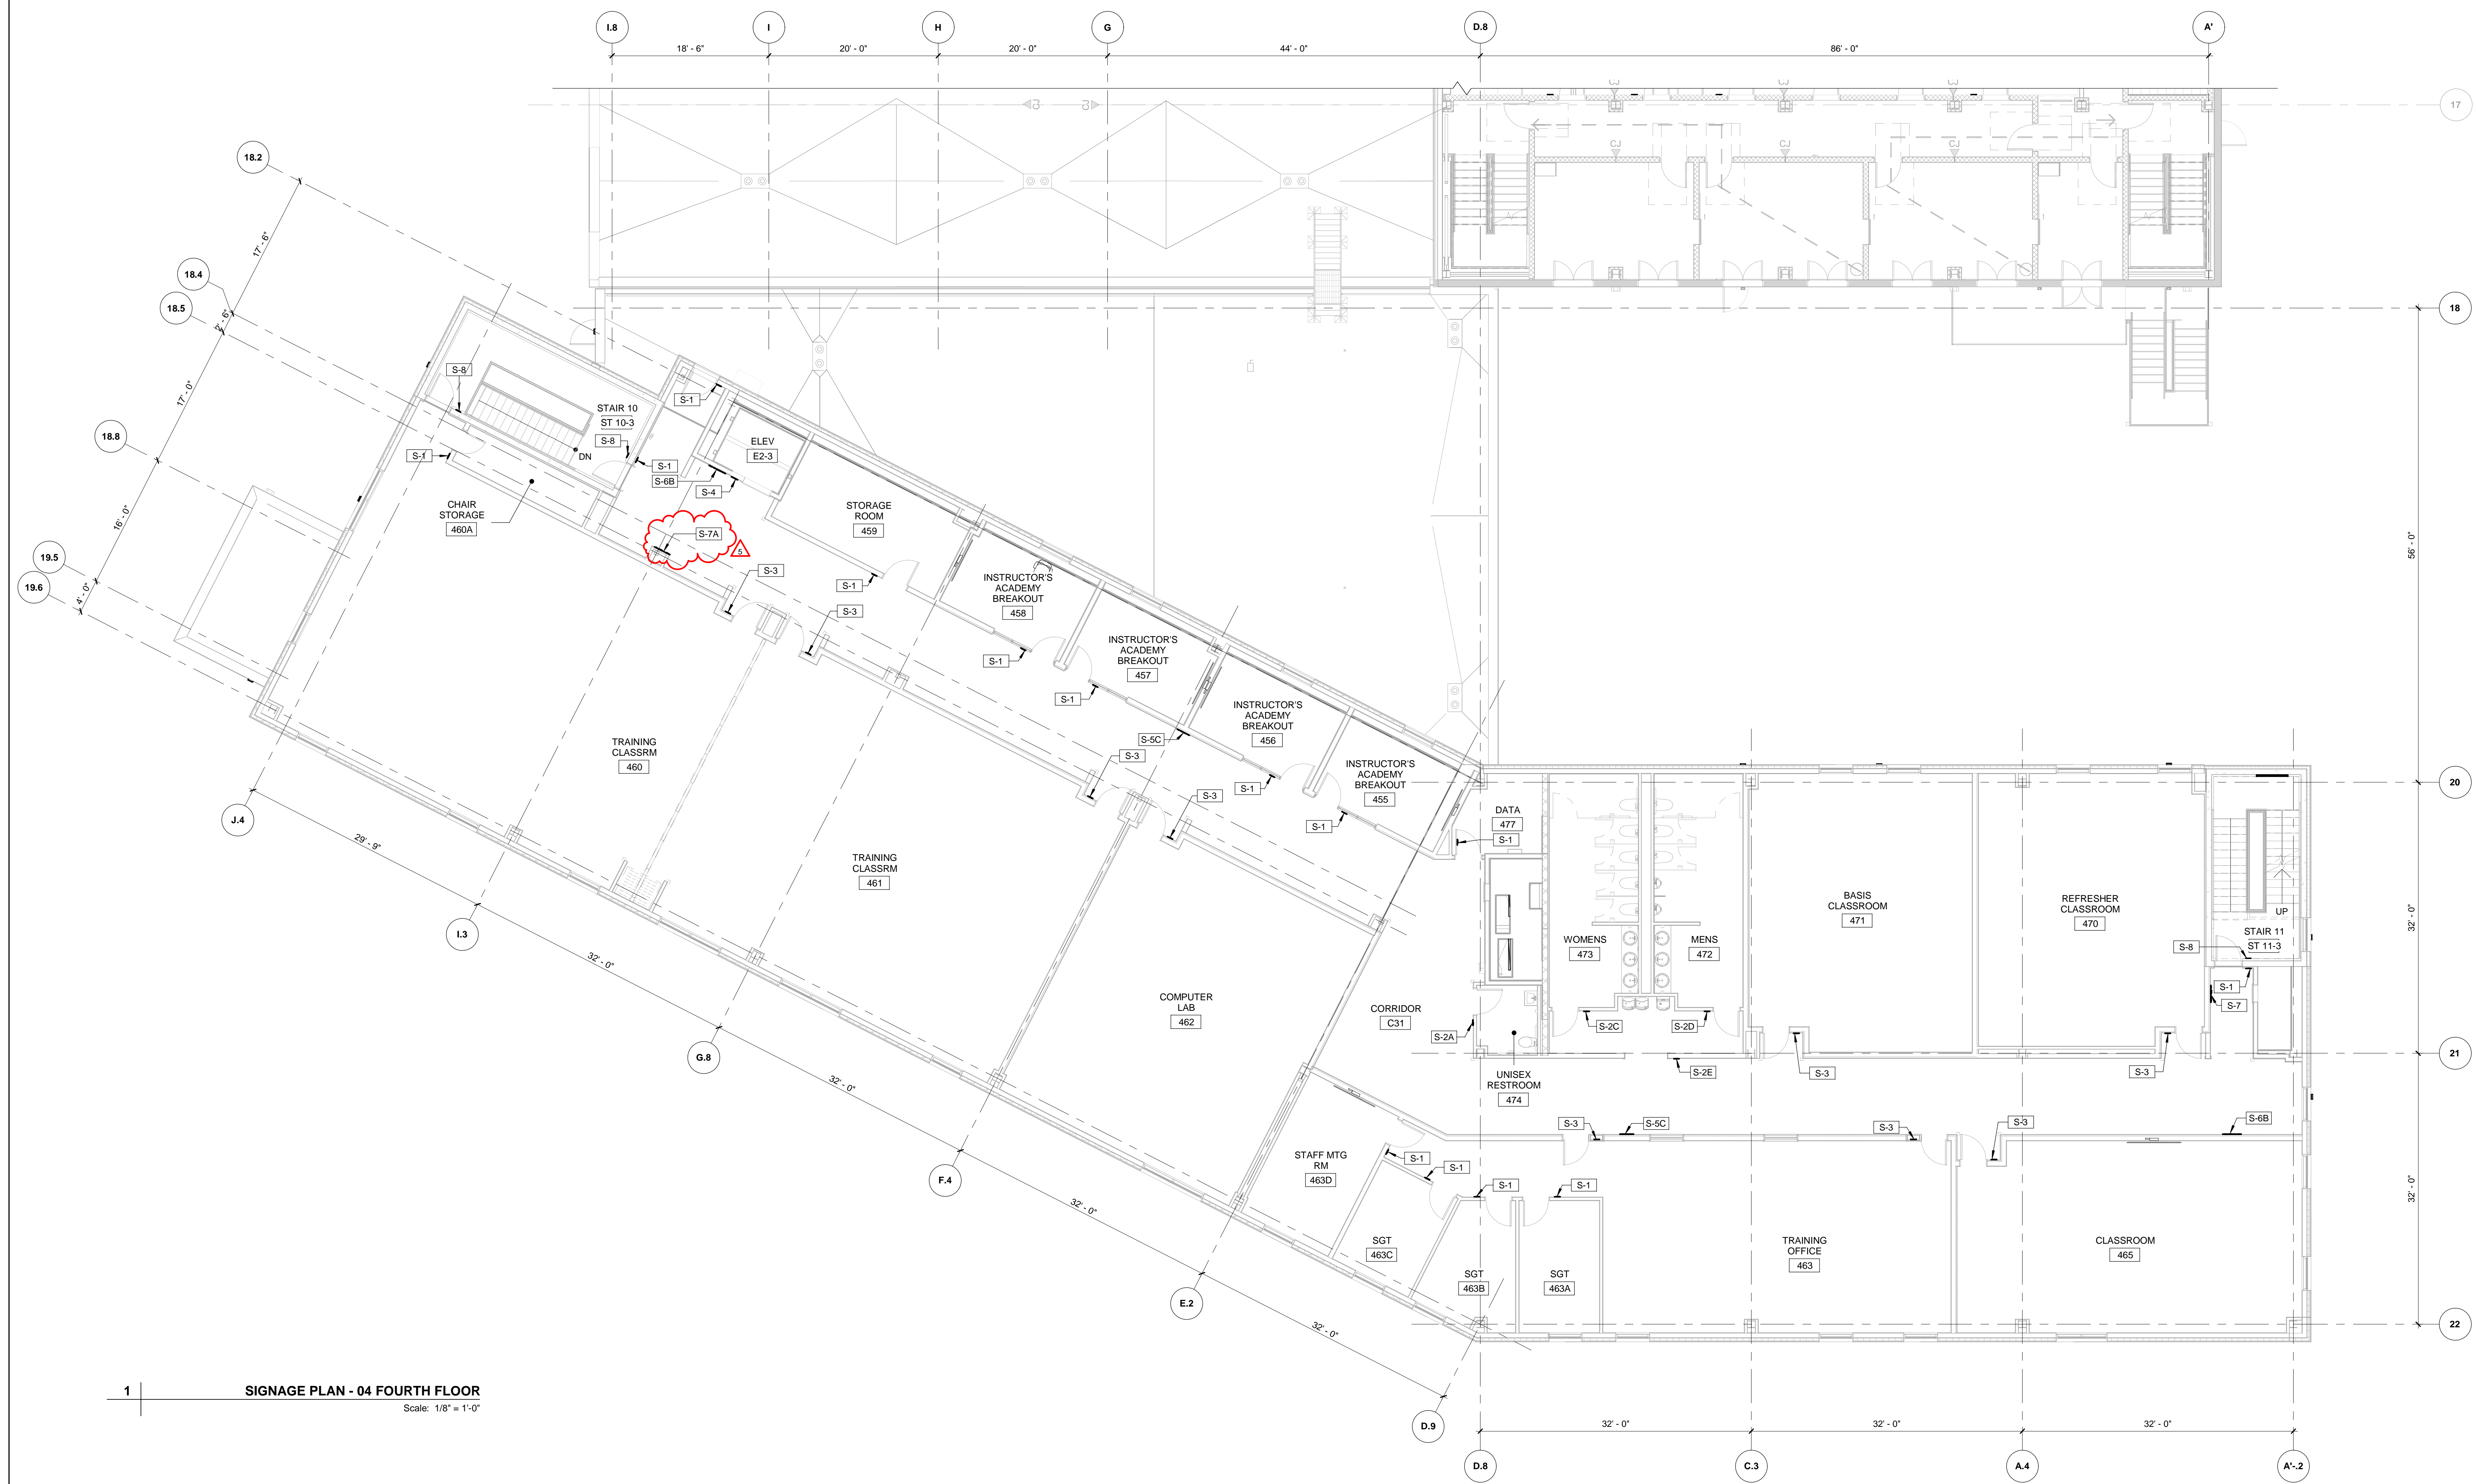 I.8
I
H
G
D.8
A'
18' - 6"
20' - 0"
20' - 0"
44' - 0"
86' - 0"
17
CJ
CJ
CJ
CJ
CJ
CJ
CJ
CJ
18.2
17' - 6"
18.4
2' - 6"
18.5
17' - 0"
18.8
16' - 0"
19.5
19.6
4' - 0"
18
56' - 0"
20
32' - 0"
21
32' - 0"
22
S-8
STAIR 10
ST 10-3
S-8
DN
S-1
S-1
S-1
S-6B
S-4
ELEV
E2-3
CHAIR
STORAGE
460A
STORAGE
ROOM
459
S-7A
5
S-3
S-1
S-3
INSTRUCTOR'S
ACADEMY
BREAKOUT
458
S-1
INSTRUCTOR'S
ACADEMY
BREAKOUT
457
S-1
INSTRUCTOR'S
ACADEMY
BREAKOUT
456
S-5C
S-1
S-3
INSTRUCTOR'S
ACADEMY
BREAKOUT
455
S-1
S-3
TRAINING
CLASSRM
460
TRAINING
CLASSRM
461
COMPUTER
LAB
462
DATA
477
S-1
WOMENS
473
MENS
472
BASIS
CLASSROOM
471
REFRESHER
CLASSROOM
470
UP
STAIR 11
ST 11-3
S-8
S-1
S-7
CORRIDOR
C31
S-2A
S-2C
S-2D
S-2E
UNISEX
RESTROOM
474
S-3
S-3
S-3
S-5C
S-3
S-3
S-6B
STAFF MTG
RM
463D
S-1
S-1
S-1
S-1
SGT
463C
SGT
463B
SGT
463A
TRAINING
OFFICE
463
CLASSROOM
465
J.4
29' - 9"
I.3
32' - 0"
G.8
32' - 0"
F.4
32' - 0"
E.2
32' - 0"
D.9
32' - 0"
32' - 0"
32' - 0"
D.8
C.3
A.4
A'-.2
1
SIGNAGE PLAN - 04 FOURTH FLOOR
Scale: 1/8" = 1'-0"